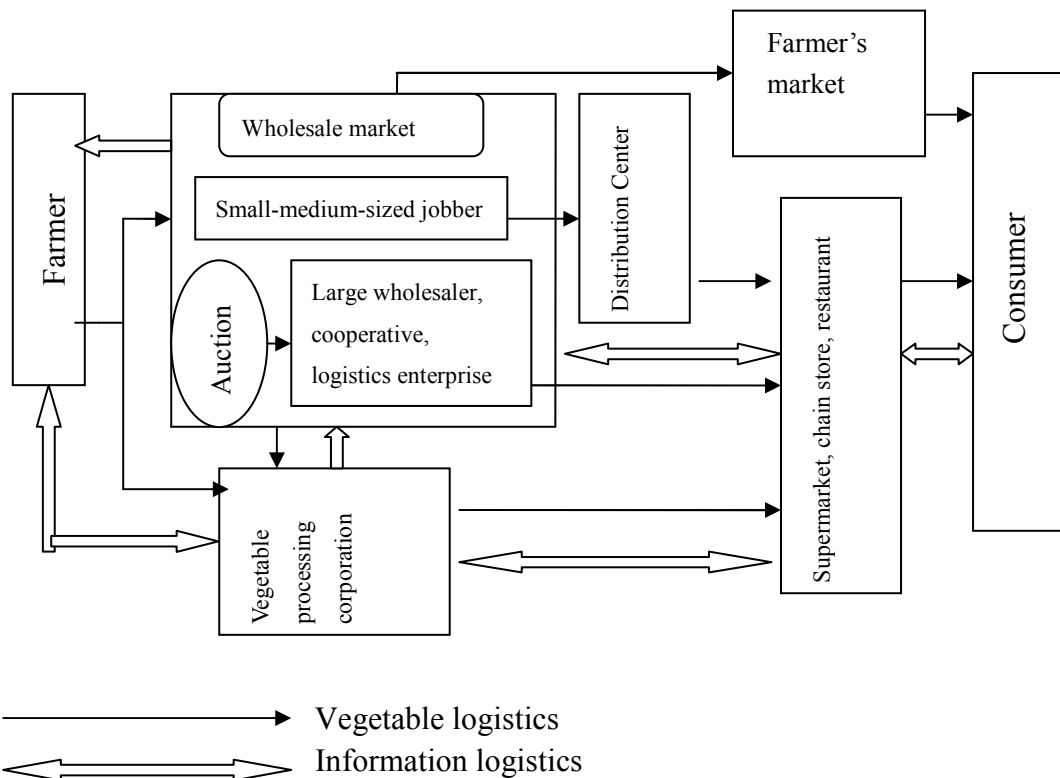 Farmer’s
market
Wholesale market
Small-medium-sized jobber
Farmer
Auction
Large wholesaler,
cooperative,
logistics enterprise
Distribution Center
Supermarket, chain store, restaurant
Consumer
Vegetable
processing
corporation
Vegetable logistics
Information logistics